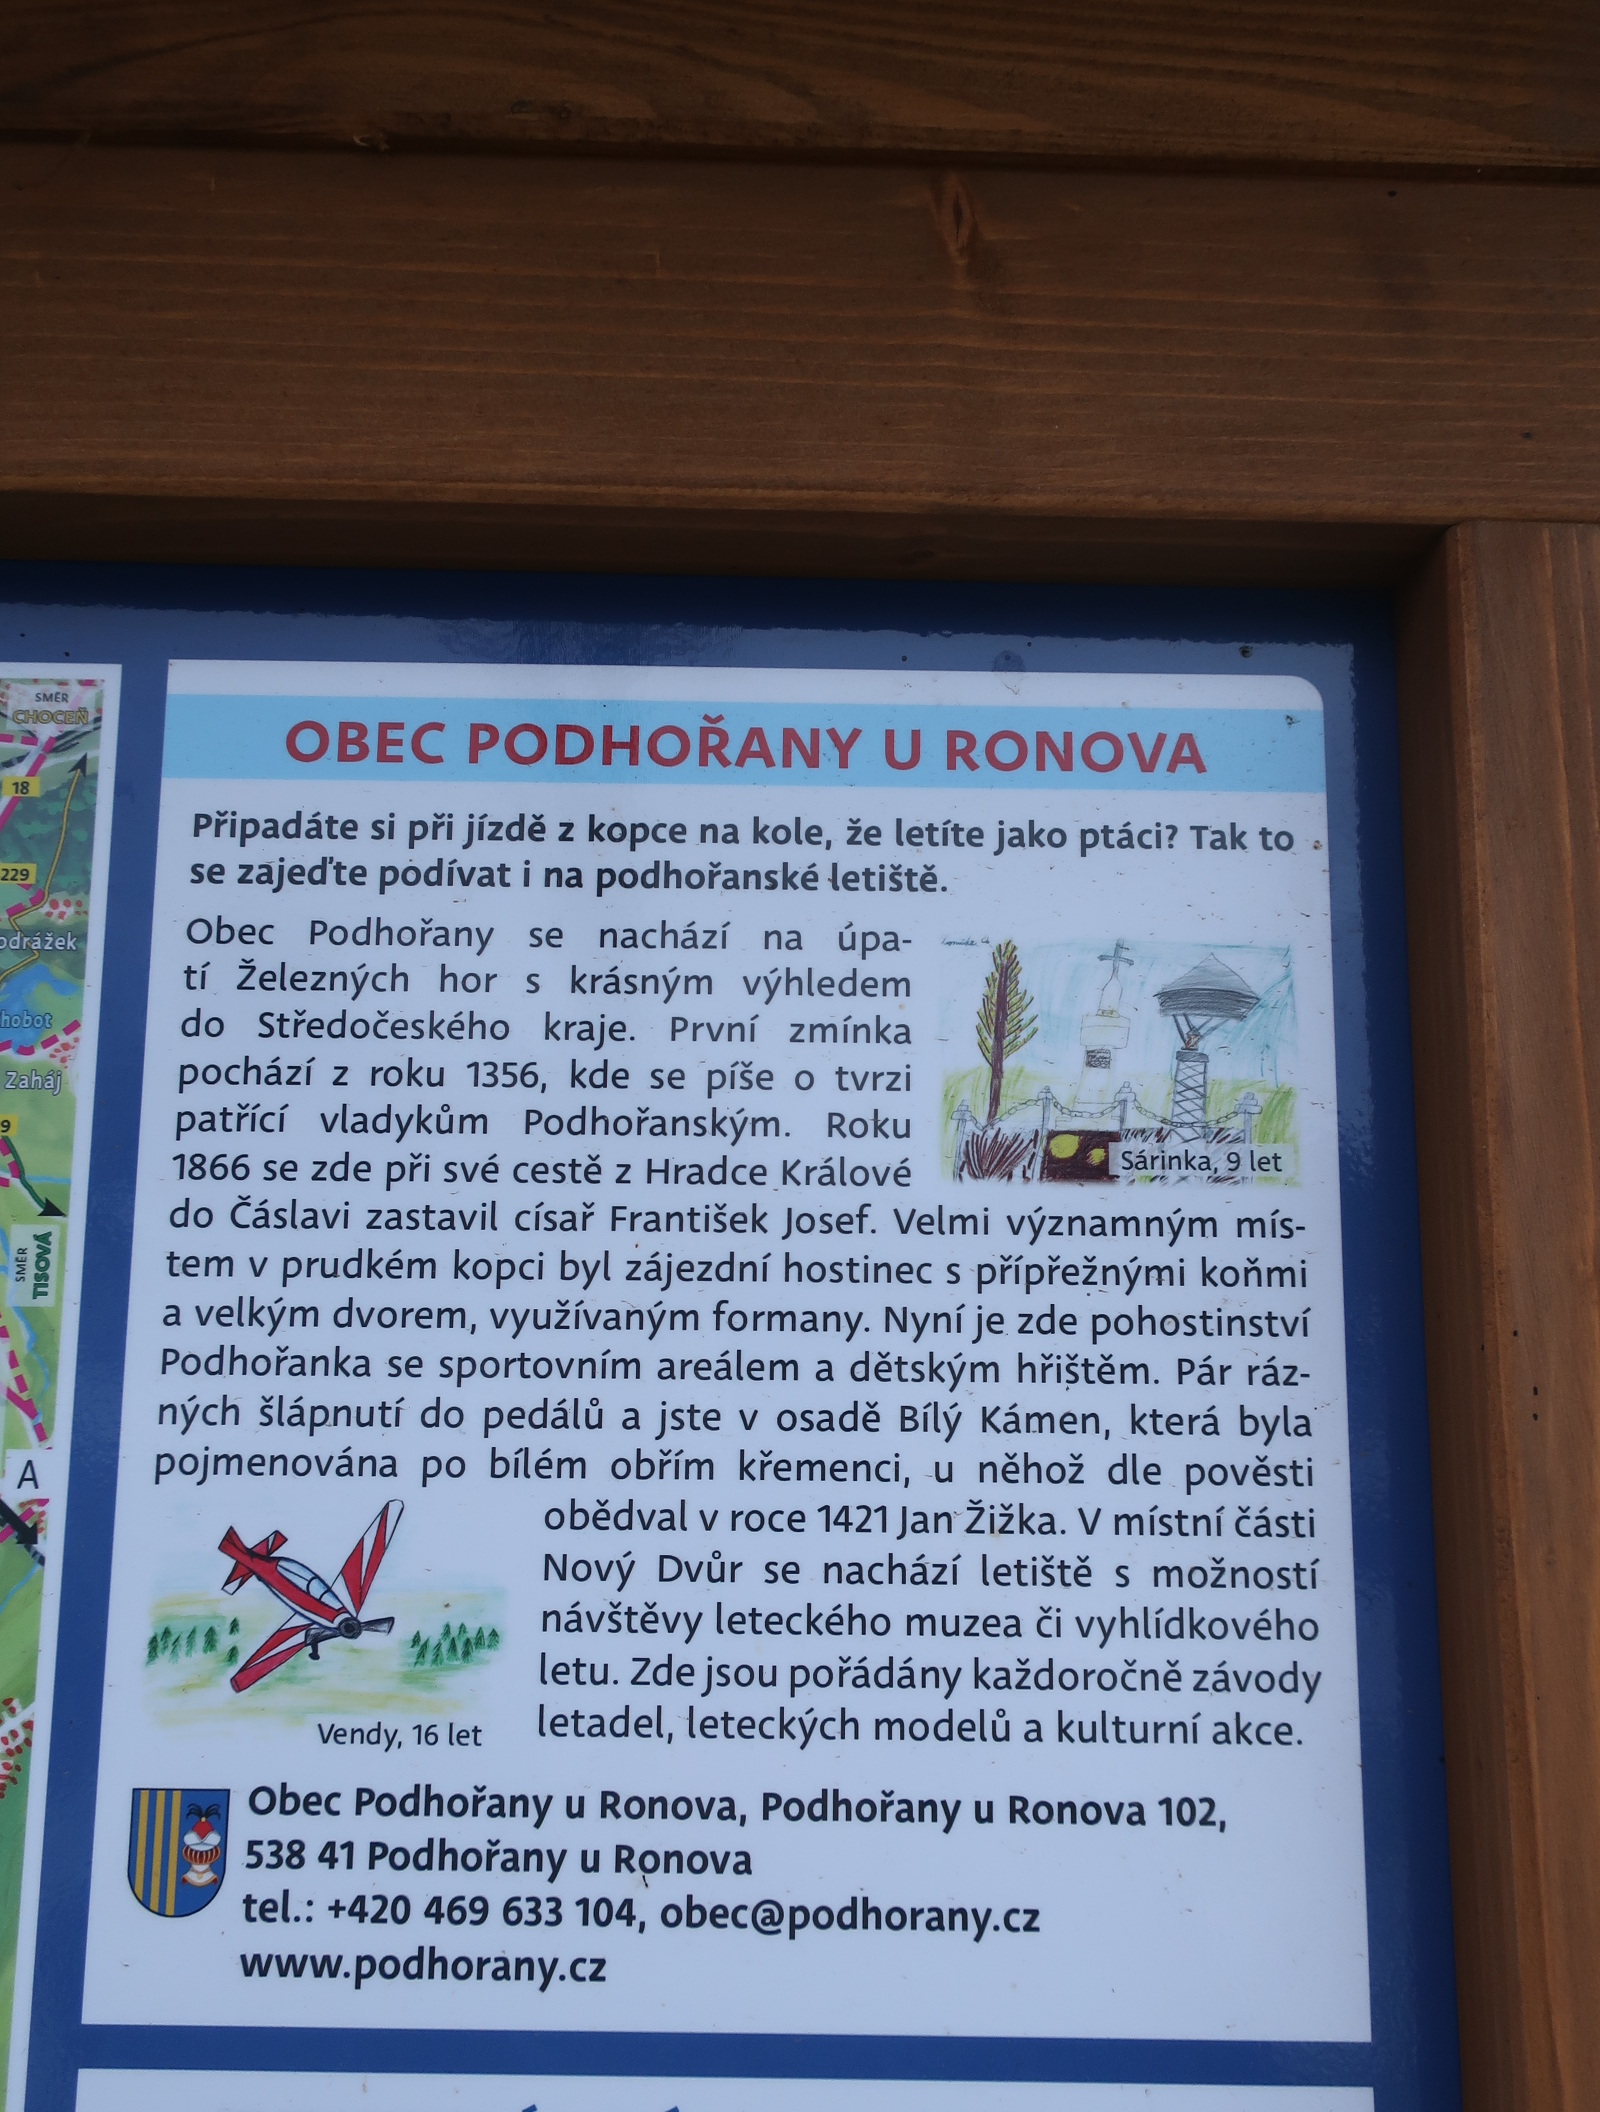 OBEC PODHOŘANY U RONOVA
Připadáte si při jízdě z kopce na kole, že letíte jako ptáci? Tak to
se zajeďte podívat i na podhořanské letiště.
Obec Podhořany se nachází na úpa-
tí Železných hor s krásným výhledem
do Středočeského kraje. První zmínka
pochází z roku 1356, kde se píše o tvrzi
patřící vladykům Podhořanským. Roku
1866 se zde při své cestě z Hradce Králové
do Čáslavi zastavil císař František Josef. Velmi významným mís-
tem v prudkém kopci byl zájezdní hostinec s přípřežnými koňmi
a velkým dvorem, využívaným formany. Nyní je zde pohostinství
Podhořanka se sportovním areálem a dětským hřištěm. Pár ráz-
ných šlápnutí do pedálů a jste v osadě Bílý Kámen, která byla
pojmenována po bílém obřím křemenci, u něhož dle pověsti
obědval v roce 1421 Jan Žižka. V místní části
Nový Dvůr se nachází letiště s možností
návštěvy leteckého muzea či vyhlídkového
letu. Zde jsou pořádány každoročně závody
letadel, leteckých modelů a kulturní akce.
Sárinka, 9 let
Vendy, 16 let
Obec Podhořany u Ronova, Podhořany u Ronova 102,
538 41 Podhořany u Ronova
tel.: +420 469 633 104, obec@podhorany.cz
www.podhorany.cz
SMĚR
CHOCEŇ
18
229
odrážek
hobot
Zaháj
9
SMĚR
TISOVÁ
A